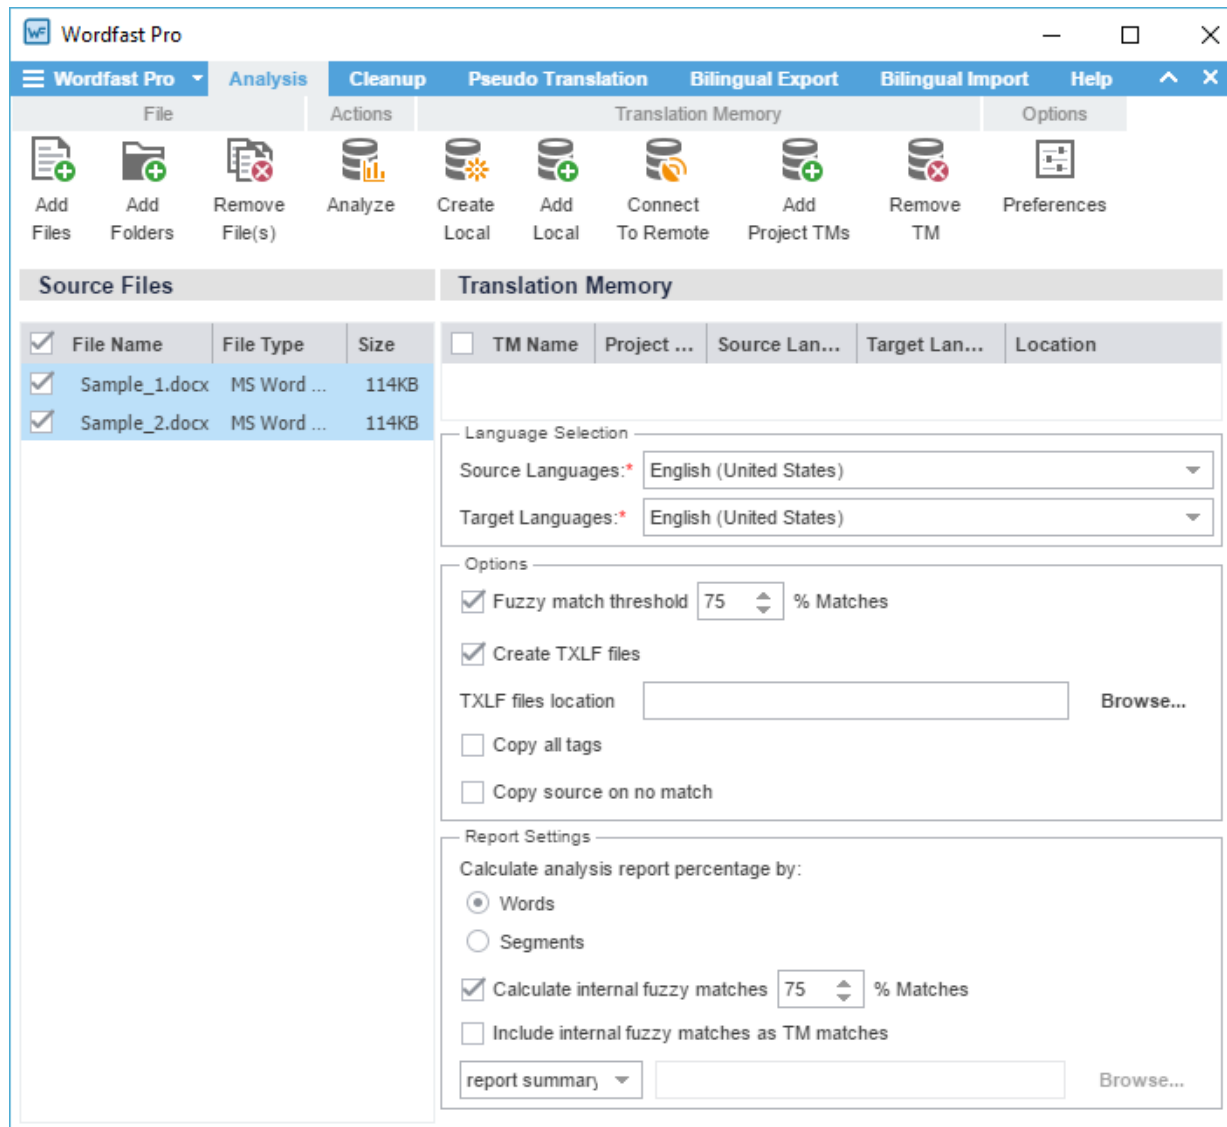 WF Wordfast Pro
Wordfast Pro Analysis Cleanup Pseudo Translation Bilingual Export Bilingual Import Help
File Actions Translation Memory Options
Add Files
Add Folders
Remove File(s)
Analyze
Create Local
Add Local
Connect To Remote
Add Project TMs
Remove TM
Preferences
Source Files
File Name File Type Size
Sample_1.docx MS Word ... 114KB
Sample_2.docx MS Word ... 114KB
Translation Memory
TM Name Project ... Source Lan... Target Lan... Location
Language Selection
Source Languages:* English (United States)
Target Languages:* English (United States)
Options
Fuzzy match threshold 75 % Matches
Create TXLF files
TXLF files location Browse...
Copy all tags
Copy source on no match
Report Settings
Calculate analysis report percentage by:
Words
Segments
Calculate internal fuzzy matches 75 % Matches
Include internal fuzzy matches as TM matches
report summary Browse...